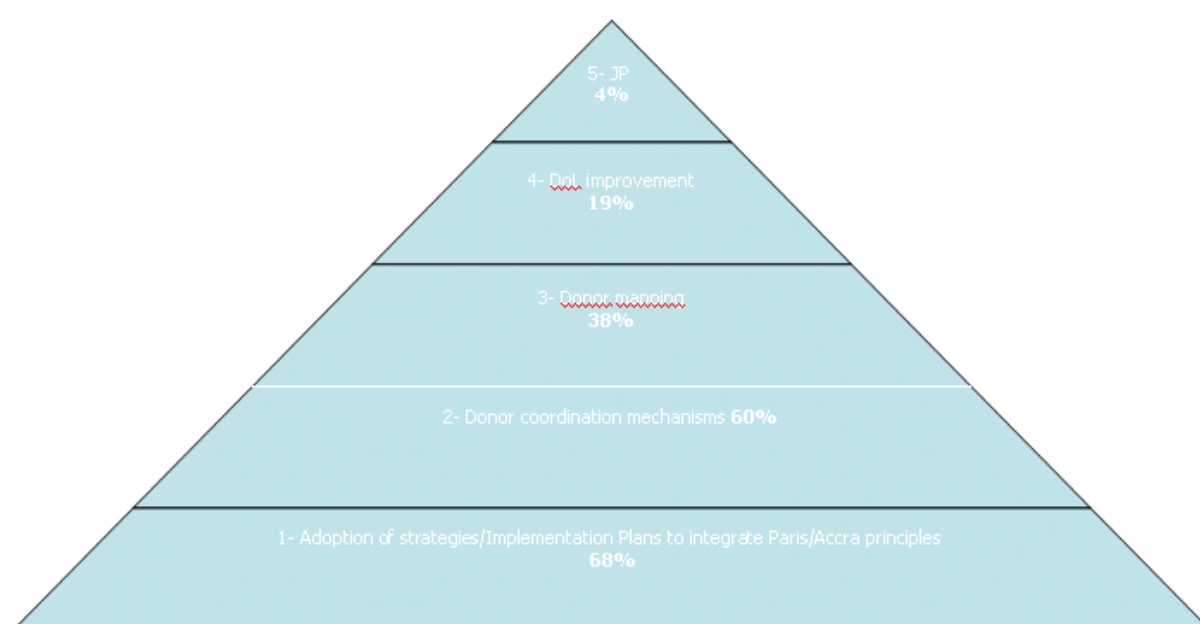 5- JP
4%
4- DoL improvement
19%
3- Donor mapping
38%
2- Donor coordination mechanisms 60%
1- Adoption of strategies/Implementation Plans to integrate Paris/Accra principles
68%